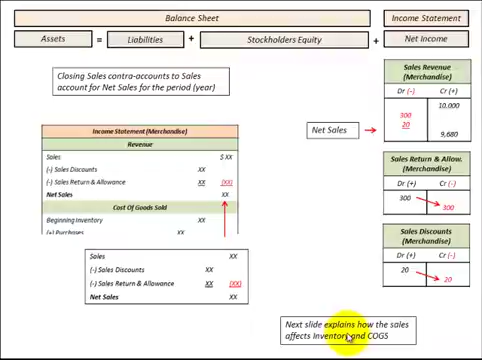 Balance Sheet
Income Statement
Assets = Liabilities + Stockholders Equity + Net Income
Closing Sales contra-accounts to Sales
account for Net Sales for the period (year)
Sales Revenue
(Merchandise)
Dr (-) Cr (+)
10,000
300
20
9,680
Net Sales
Income Statement (Merchandise)
Revenue
Sales $ XX
(-) Sales Discounts XX
(-) Sales Return & Allowance XX (XX)
Net Sales XX
Cost Of Goods Sold
Beginning Inventory XX
(+) Purchases XX
Sales Return & Allow.
(Merchandise)
Dr (+) Cr (-)
300
300
Sales Discounts
(Merchandise)
Dr (+) Cr (-)
20
20
Sales XX
(-) Sales Discounts XX
(-) Sales Return & Allowance XX (XX)
Net Sales XX
Next slide explains how the sales
affects Inventory and COGS